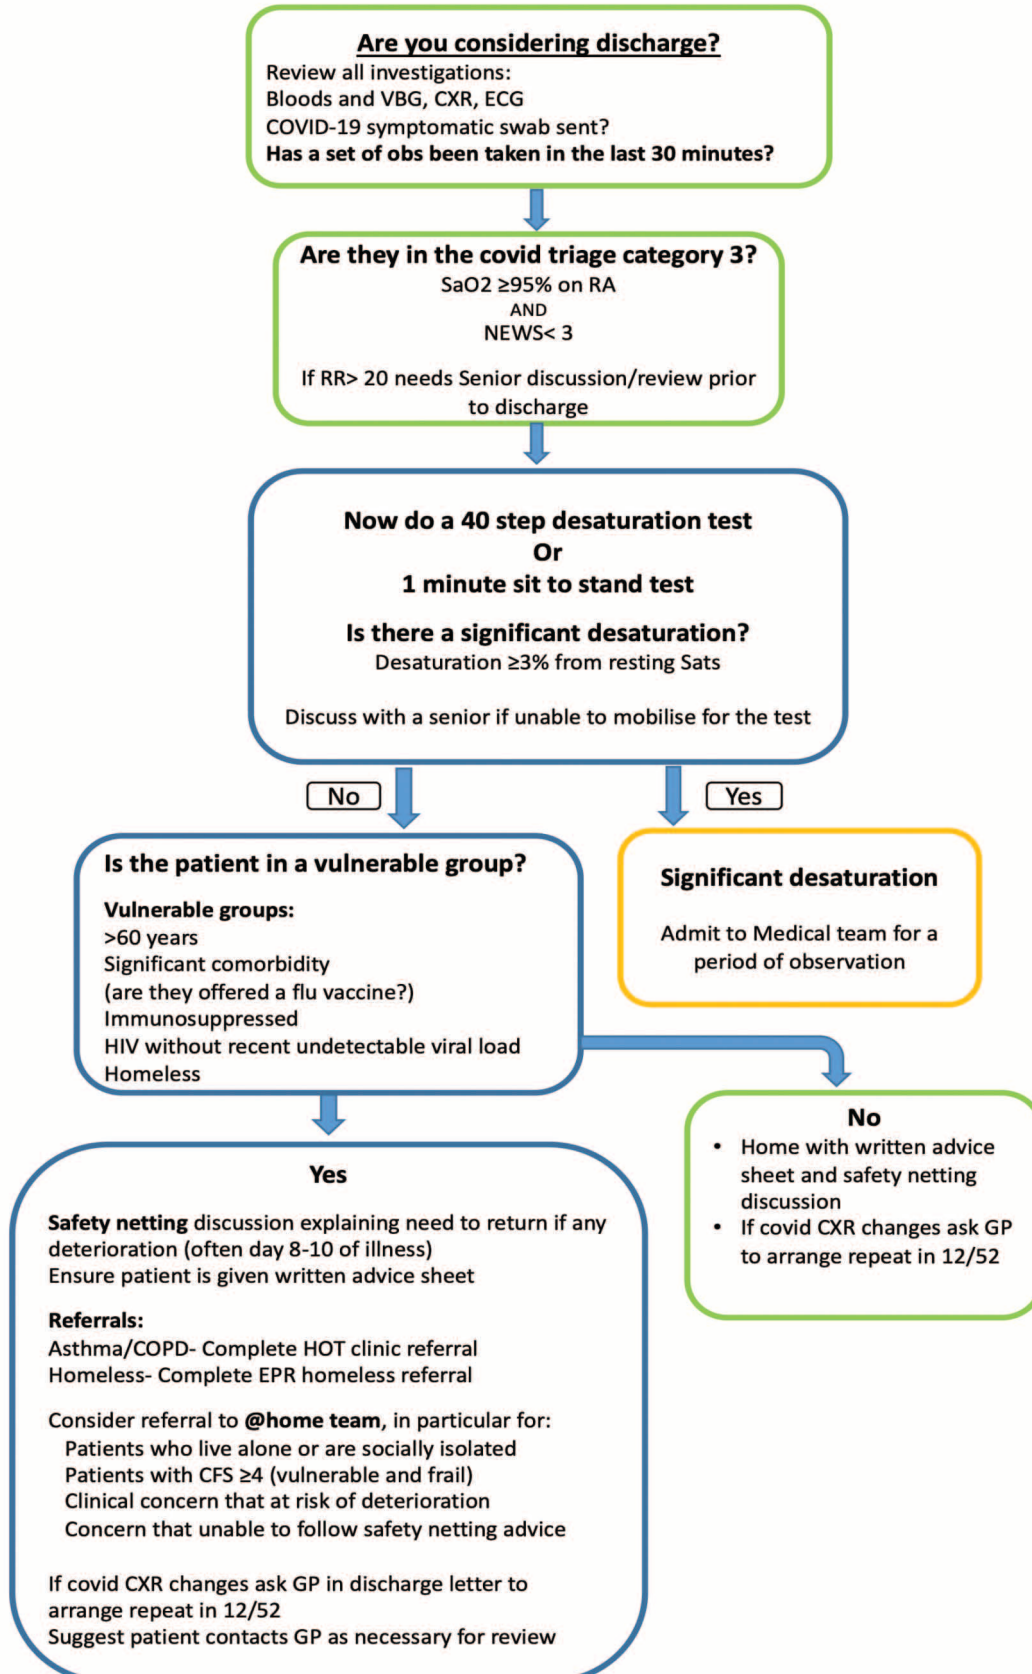 Are you considering discharge?
Review all investigations:
Bloods and VBG, CXR, ECG
COVID-19 symptomatic swab sent?
Has a set of obs been taken in the last 30 minutes?
Are they in the covid triage category 3?
SaO2 ≥95% on RA
AND
NEWS< 3
If RR> 20 needs Senior discussion/review prior
to discharge
Now do a 40 step desaturation test
Or
1 minute sit to stand test
Is there a significant desaturation?
Desaturation ≥3% from resting Sats
Discuss with a senior if unable to mobilise for the test
No
Yes
Is the patient in a vulnerable group?
Vulnerable groups:
>60 years
Significant comorbidity
(are they offered a flu vaccine?)
Immunosuppressed
HIV without recent undetectable viral load
Homeless
Significant desaturation
Admit to Medical team for a
period of observation
No
• Home with written advice
sheet and safety netting
discussion
• If covid CXR changes ask GP
to arrange repeat in 12/52
Yes
Safety netting discussion explaining need to return if any
deterioration (often day 8-10 of illness)
Ensure patient is given written advice sheet
Referrals:
Asthma/COPD- Complete HOT clinic referral
Homeless- Complete EPR homeless referral
Consider referral to @home team, in particular for:
Patients who live alone or are socially isolated
Patients with CFS ≥4 (vulnerable and frail)
Clinical concern that at risk of deterioration
Concern that unable to follow safety netting advice
If covid CXR changes ask GP in discharge letter to
arrange repeat in 12/52
Suggest patient contacts GP as necessary for review